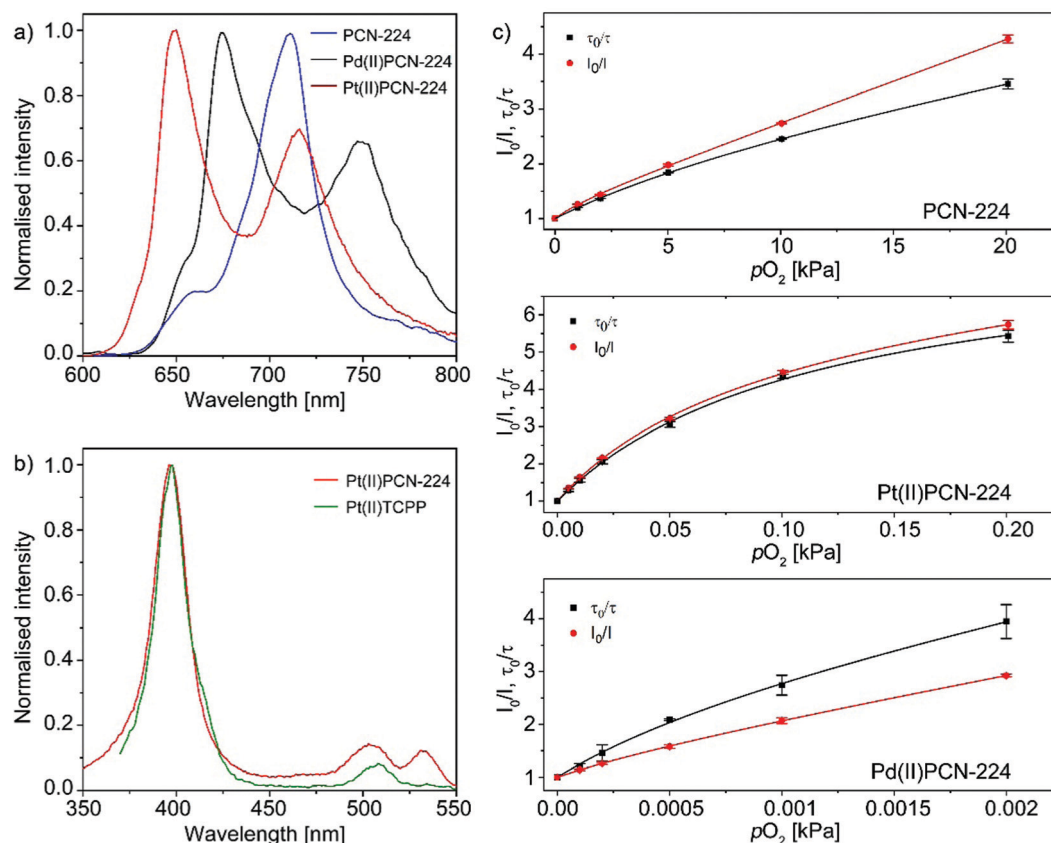 a)
Normalised intensity
1.0
0.8
0.6
0.4
0.2
0.0
PCN-224
Pd(II)PCN-224
Pt(II)PCN-224
600 650 700 750 800
Wavelength [nm]
b)
Normalised intensity
1.0
0.8
0.6
0.4
0.2
0.0
Pt(II)PCN-224
Pt(II)TCPP
350 400 450 500 550
Wavelength [nm]
c)
I₀/I, τ₀/τ
4
3
2
1
τ₀/τ
I₀/I
PCN-224
0 5 10 15 20
pO₂ [kPa]
I₀/I, τ₀/τ
6
5
4
3
2
1
τ₀/τ
I₀/I
Pt(II)PCN-224
0.00 0.05 0.10 0.15 0.20
pO₂ [kPa]
I₀/I, τ₀/τ
4
3
2
1
τ₀/τ
I₀/I
Pd(II)PCN-224
0.000 0.0005 0.001 0.0015 0.002
pO₂ [kPa]